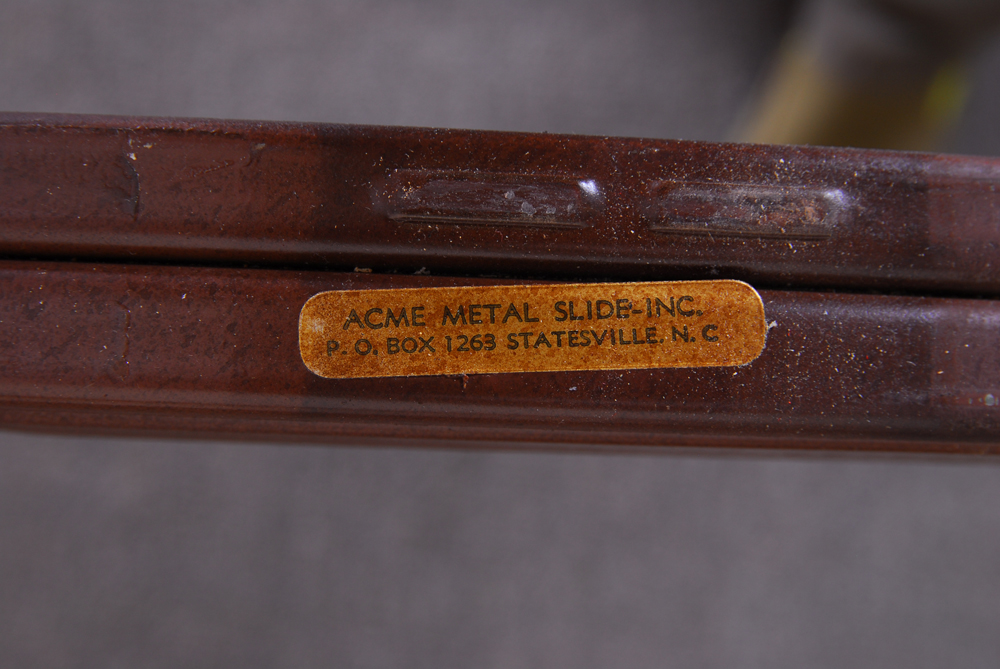 ACME METAL SLIDE-INC.
P. O. BOX 1263 STATESVILLE, N. C